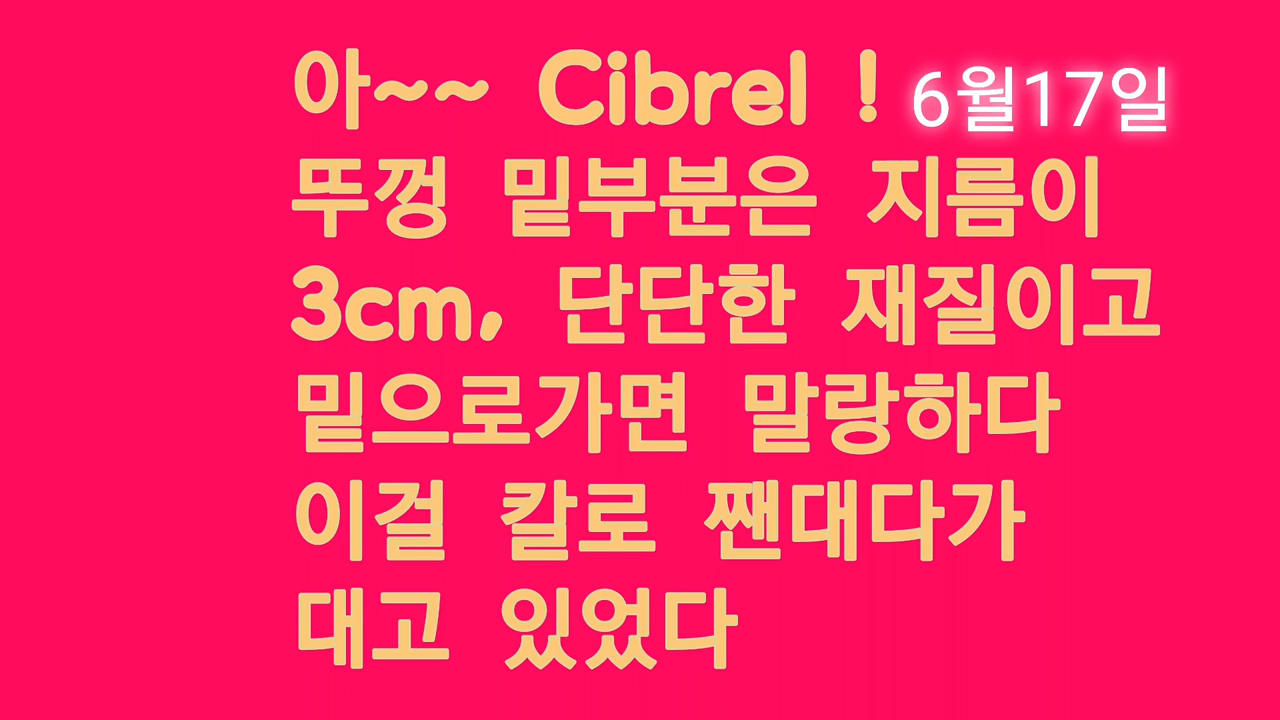 아~~ Cibrel ! 6월17일
뚜껑 밑부분은 지름이
3cm, 단단한 재질이고
밑으로가면 말랑하다
이걸 칼로 짼대다가
대고 있었다